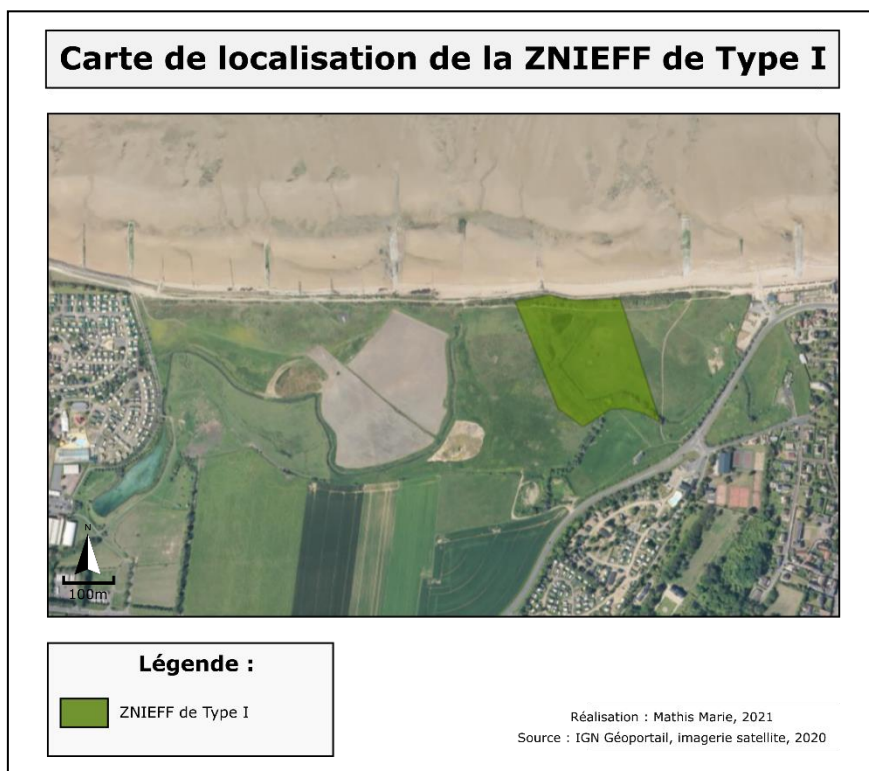 Carte de localisation de la ZNIEFF de Type I
N
100m
Légende :
ZNIEFF de Type I
Réalisation : Mathis Marie, 2021
Source : IGN Géoportail, imagerie satellite, 2020